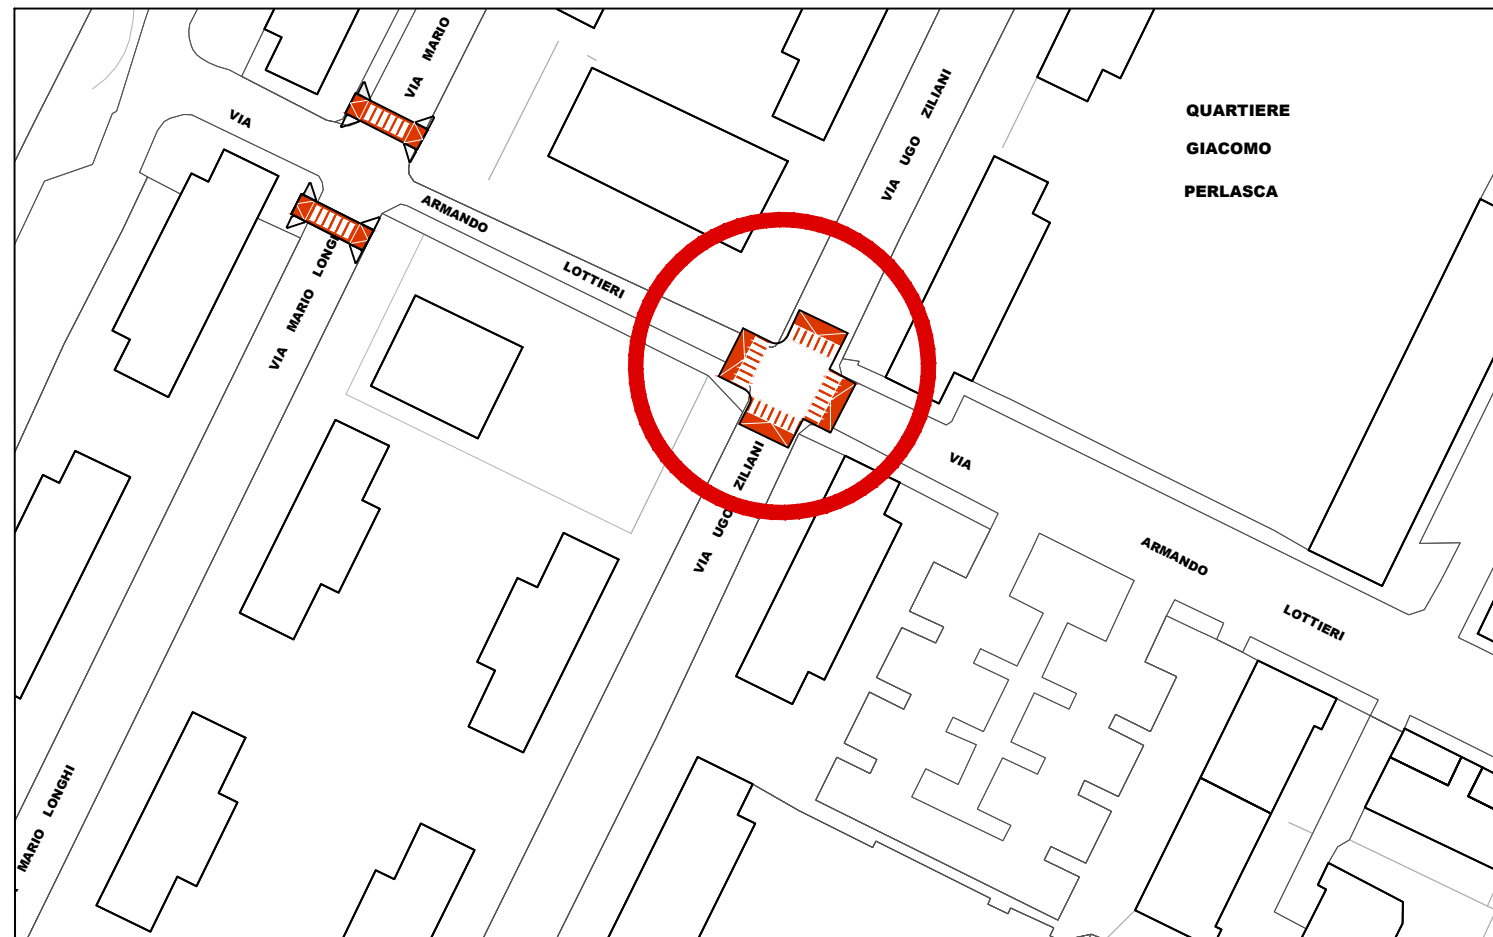 VIA MARIO
VIA UGO ZILIANI
QUARTIERE
GIACOMO
PERLASCA
VIA
ARMANDO
LOTTIERI
VIA MARIO LONGHI
VIA UGO ZILIANI
VIA
ARMANDO
LOTTIERI
MARIO LONGHI